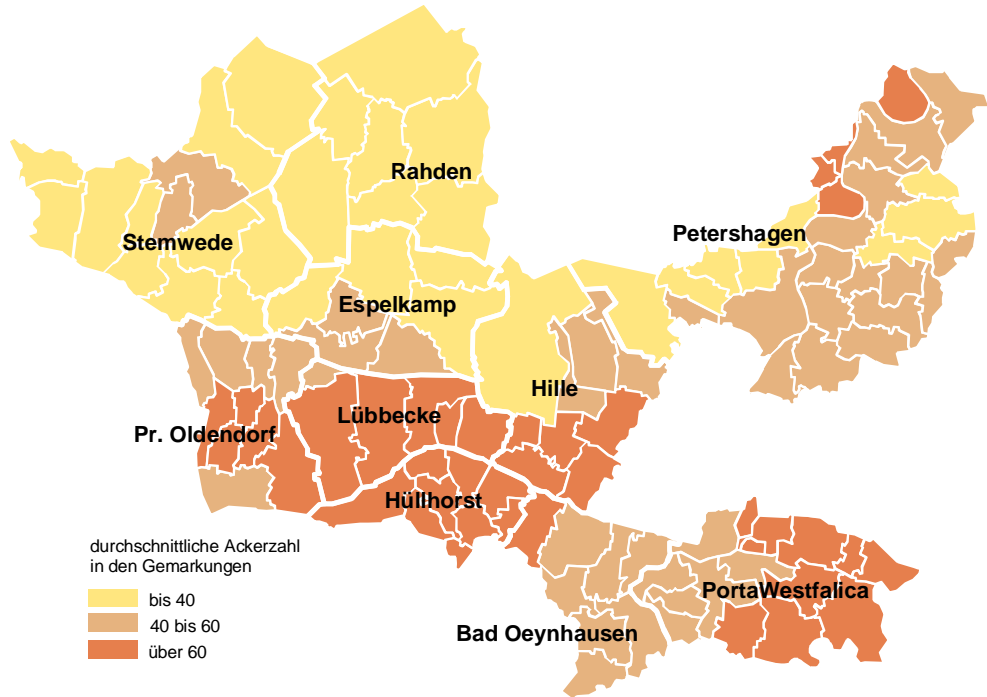 Rahden
Petershagen
Stemwede
Espelkamp
Hille
Lübbecke
Pr. Oldendorf
Hüllhorst
durchschnittliche Ackerzahl
in den Gemarkungen
bis 40
40 bis 60
über 60
PortaWestfalica
Bad Oeynhausen